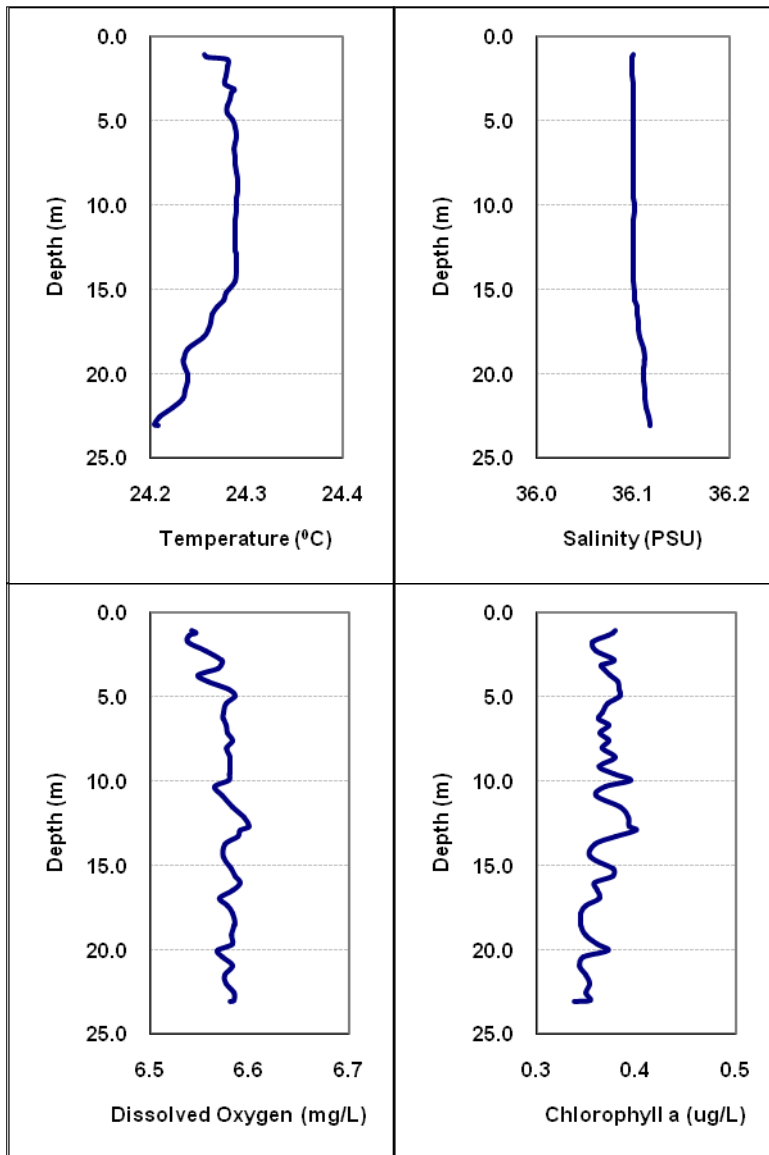 0.0
5.0
10.0
15.0
20.0
25.0
Depth (m)
24.2 24.3 24.4
Temperature (⁰C)
0.0
5.0
10.0
15.0
20.0
25.0
Depth (m)
36.0 36.1 36.2
Salinity (PSU)
0.0
5.0
10.0
15.0
20.0
25.0
Depth (m)
6.5 6.6 6.7
Dissolved Oxygen (mg/L)
0.0
5.0
10.0
15.0
20.0
25.0
Depth (m)
0.3 0.4 0.5
Chlorophyll a (ug/L)